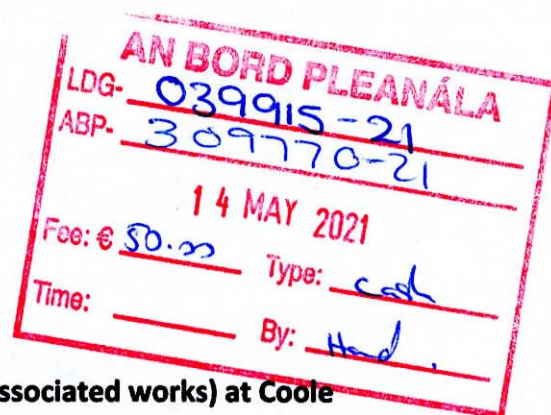 AN BORD PLEANÁLA
LDG- 039915-21
ABP- 309770-21
14 MAY 2021
Fee: € 50.00 Type: cash
Time: By: Hand.
ssociated works) at Coole